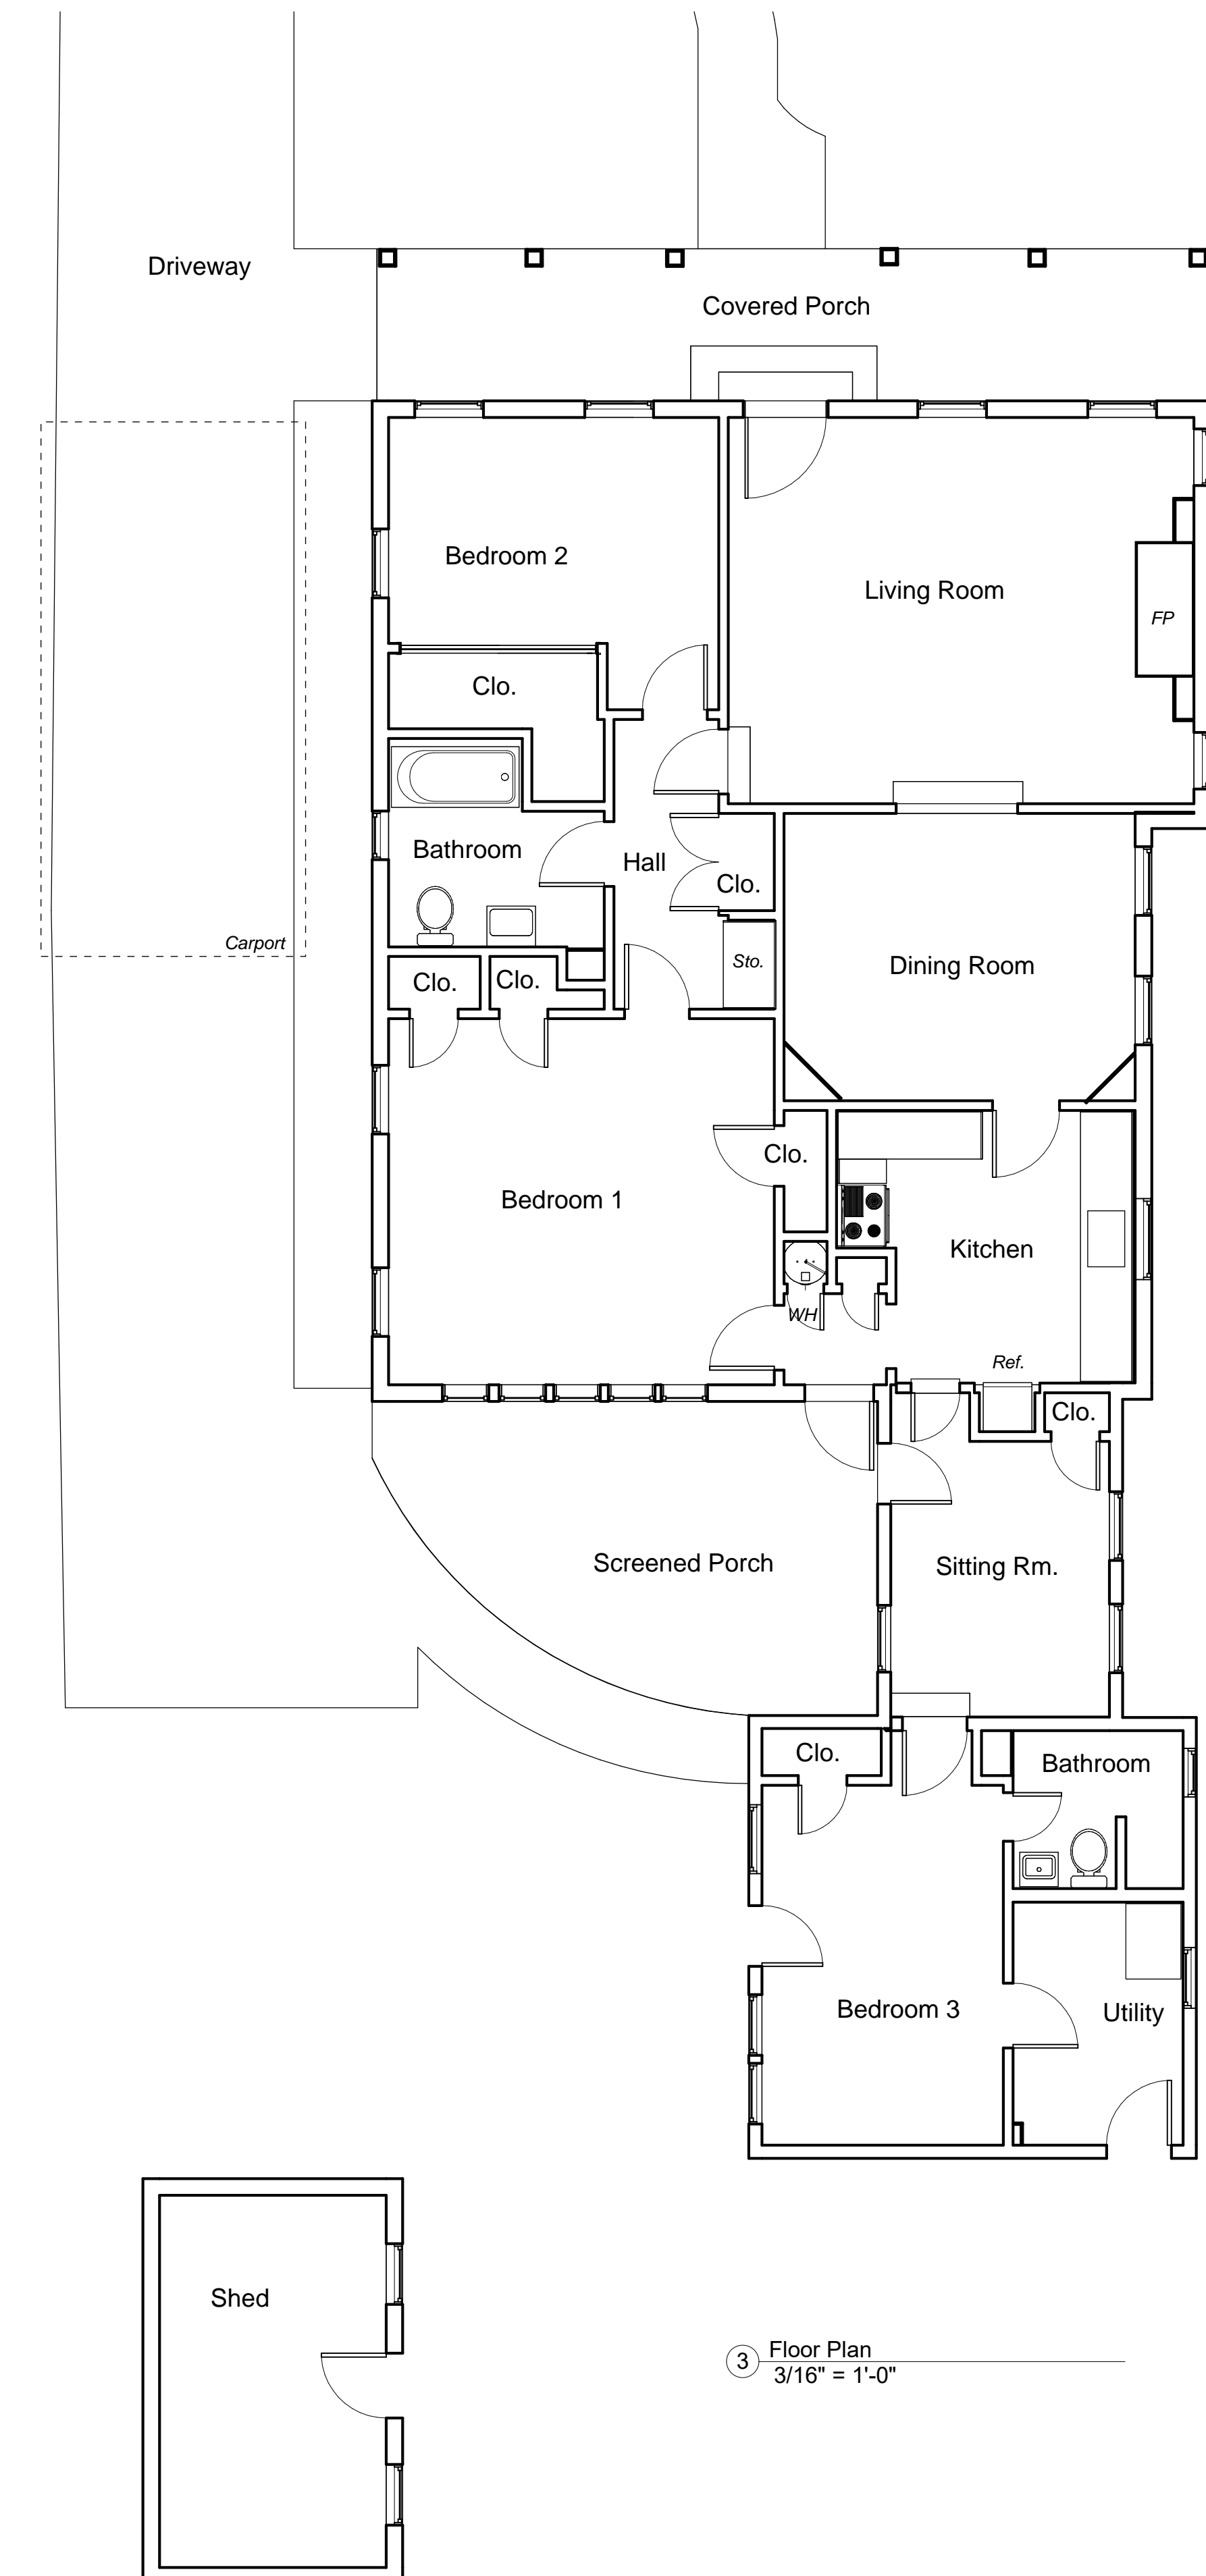 Driveway
Covered Porch
Bedroom 2
Living Room
FP
Clo.
Bathroom
Hall
Clo.
Carport
Clo.
Clo.
Sto.
Dining Room
Clo.
Bedroom 1
Kitchen
WH
Ref.
Clo.
Screened Porch
Sitting Rm.
Clo.
Bathroom
Bedroom 3
Utility
Shed
3
Floor Plan
3/16" = 1'-0"